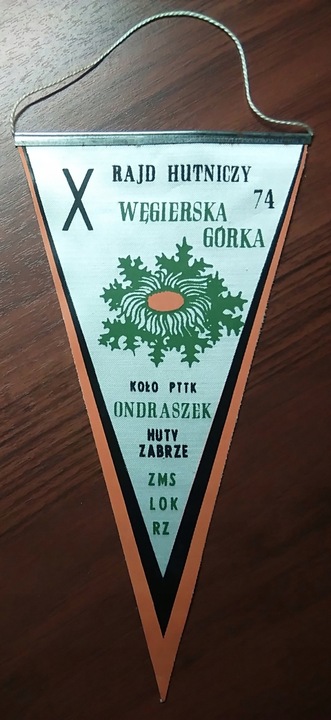 X RAJD HUTNICZY
74
WĘGIERSKA
GÓRKA
KOŁO PTTK
ONDRASZEK
HUTY
ZABRZE
ZMS
LOK
RZ